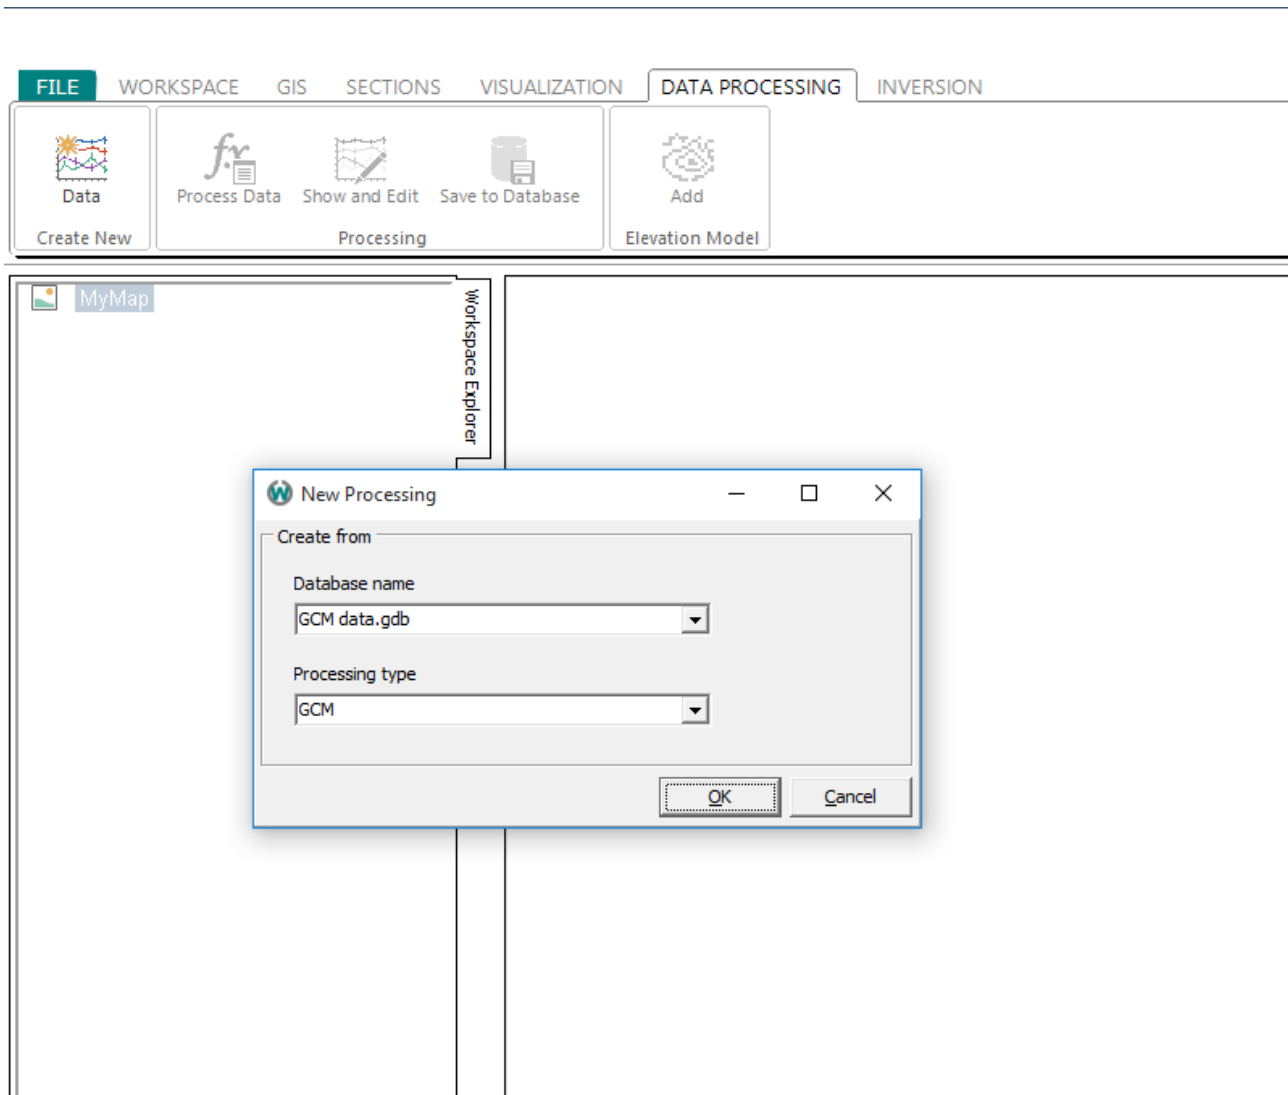 FILE WORKSPACE GIS SECTIONS VISUALIZATION DATA PROCESSING INVERSION
Data Process Data Show and Edit Save to Database Add
Create New Processing Elevation Model
MyMap
Workspace Explorer
New Processing
Create from
Database name
GCM data.gdb
Processing type
GCM
OK Cancel